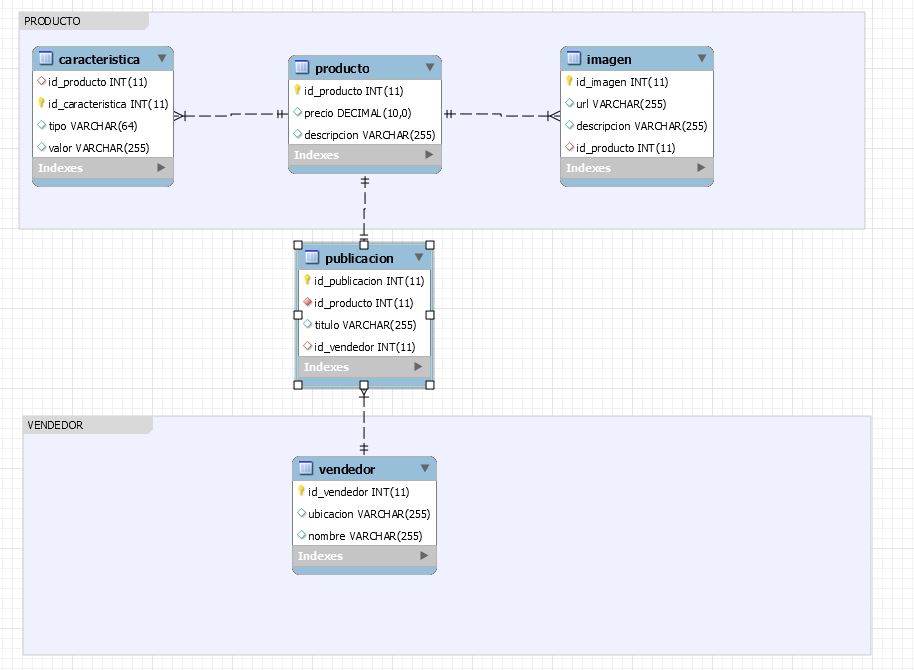 PRODUCTO
caracteristica
id_producto INT(11)
id_caracteristica INT(11)
tipo VARCHAR(64)
valor VARCHAR(255)
Indexes
producto
id_producto INT(11)
precio DECIMAL(10,0)
descripcion VARCHAR(255)
Indexes
imagen
id_imagen INT(11)
url VARCHAR(255)
descripcion VARCHAR(255)
id_producto INT(11)
Indexes
publicacion
id_publicacion INT(11)
id_producto INT(11)
titulo VARCHAR(255)
id_vendedor INT(11)
Indexes
VENDEDOR
vendedor
id_vendedor INT(11)
ubicacion VARCHAR(255)
nombre VARCHAR(255)
Indexes